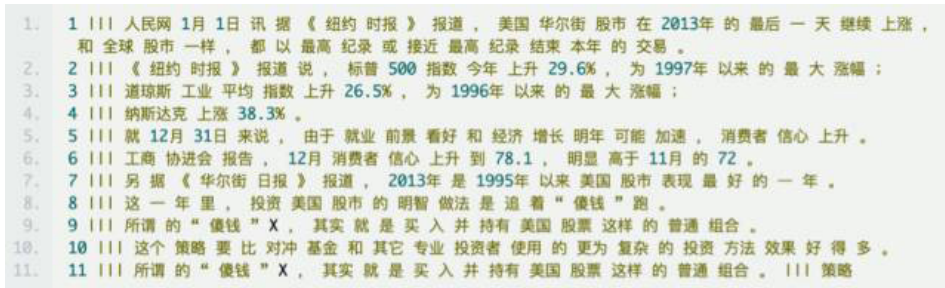 1. 1 ||| 人民网 1月 1日 讯 据 《 纽约 时报 》 报道 , 美国 华尔街 股市 在 2013年 的 最后 一 天 继续 上涨 ,
和 全球 股市 一样 , 都 以 最高 纪录 或 接近 最高 纪录 结束 本年 的 交易 。
2. 2 ||| 《 纽约 时报 》 报道 说 , 标普 500 指数 今年 上升 29.6% , 为 1997年 以来 的 最 大 涨幅 ;
3. 3 ||| 道琼斯 工业 平均 指数 上升 26.5% , 为 1996年 以来 的 最 大 涨幅 ;
4. 4 ||| 纳斯达克 上涨 38.3% 。
5. 5 ||| 就 12月 31日 来说 , 由于 就业 前景 看好 和 经济 增长 明年 可能 加速 , 消费者 信心 上升 。
6. 6 ||| 工商 协进会 报告 , 12月 消费者 信心 上升 到 78.1 , 明显 高于 11月 的 72 。
7. 7 ||| 另 据 《 华尔街 日报 》 报道 , 2013年 是 1995年 以来 美国 股市 表现 最 好 的 一 年 。
8. 8 ||| 这 一 年 里 , 投资 美国 股市 的 明智 做法 是 追 着 “ 傻钱 ” 跑 。
9. 9 ||| 所谓 的 “ 傻钱 ” X , 其实 就 是 买 入 并 持有 美国 股票 这样 的 普通 组合 。
10. 10 ||| 这个 策略 要 比 对冲 基金 和 其它 专业 投资者 使用 的 更为 复杂 的 投资 方法 效果 好 得 多 。
11. 11 ||| 所谓 的 “ 傻钱 ” X , 其实 就 是 买 入 并 持有 美国 股票 这样 的 普通 组合 。 ||| 策略